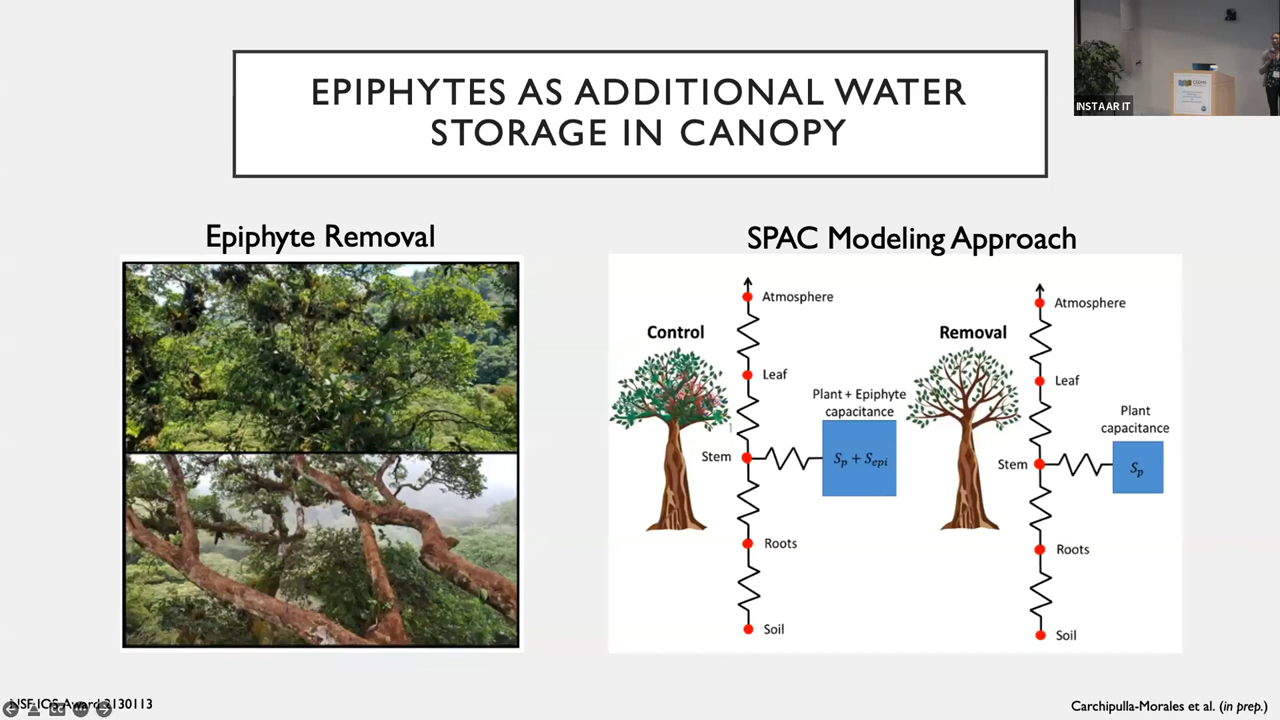 EPIPHYTES AS ADDITIONAL WATER
STORAGE IN CANOPY
INSTAAR IT
Epiphyte Removal
SPAC Modeling Approach
Control
Atmosphere
Leaf
Plant + Epiphyte
capacitance
Stem
Sp + Sepi
Roots
Soil
Removal
Atmosphere
Leaf
Plant
capacitance
Stem
Sp
Roots
Soil
NSF IOS Award 2130113
Carchipulla-Morales et al. (in prep.)